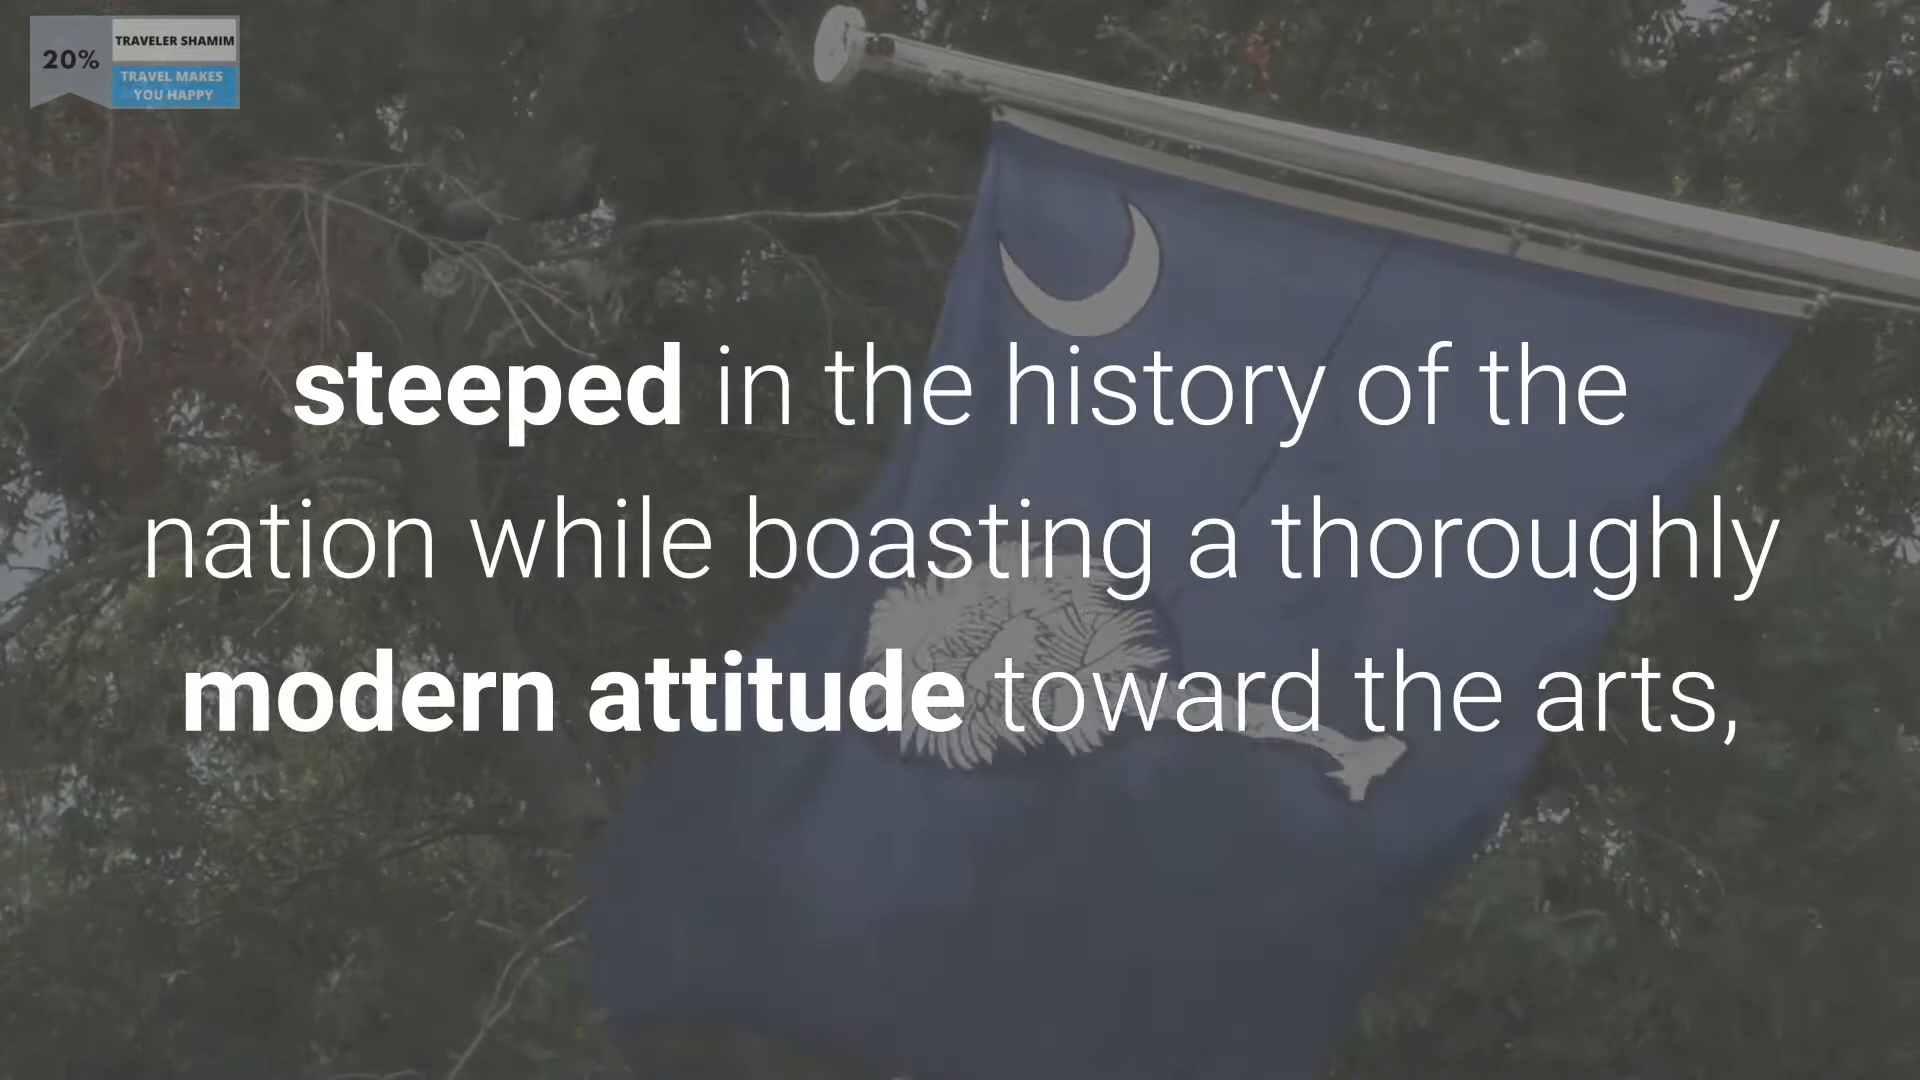 20%
TRAVELER SHAMIM
TRAVEL MAKES
YOU HAPPY
steeped in the history of the
nation while boasting a thoroughly
modern attitude toward the arts,